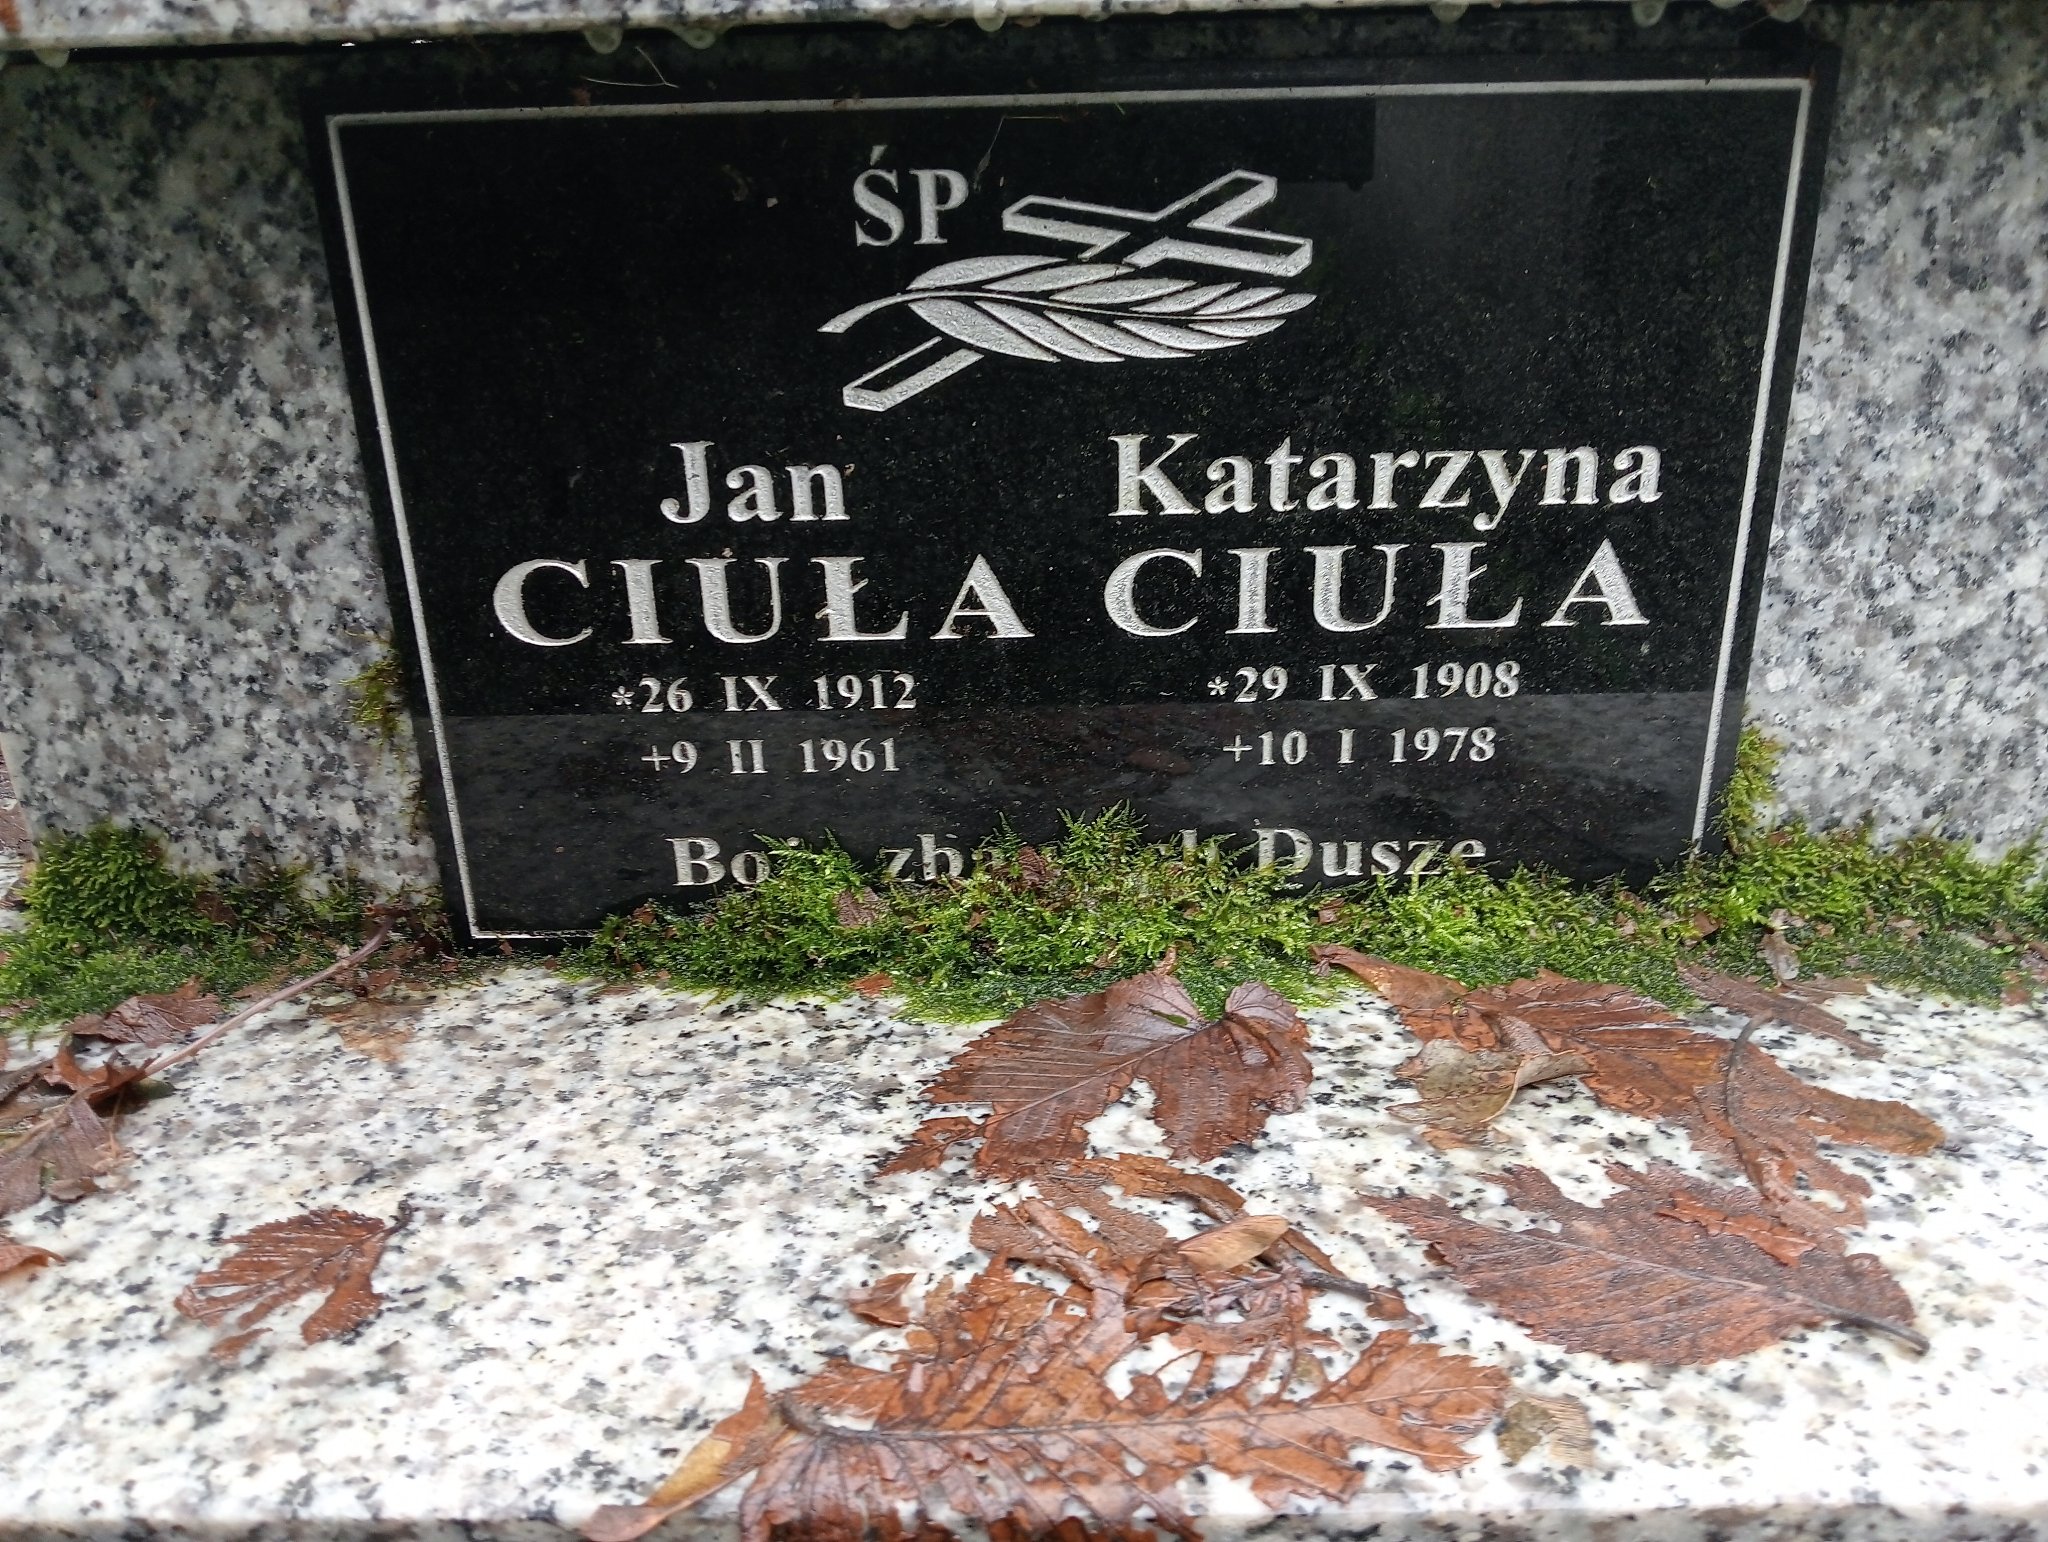 ŚP
Jan Katarzyna
CIUŁA CIUŁA
*26 IX 1912 *29 IX 1908
+9 II 1961 +10 I 1978
Dusze